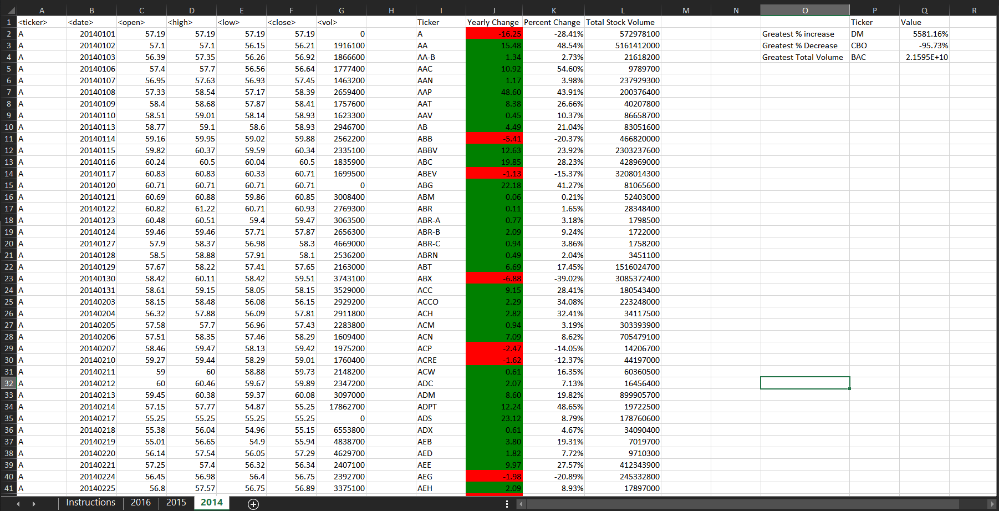 A B C D E F G H I J K L M N O P Q R
1 <ticker> <date> <open> <high> <low> <close> <vol> Ticker Yearly Change Percent Change Total Stock Volume Ticker Value
2 A 20140101 57.19 57.19 57.19 57.19 0 A -16.25 -28.41% 572978100 Greatest % increase DM 5581.16%
3 A 20140102 57.1 57.1 56.15 56.21 1916100 AA 15.48 48.54% 5161412000 Greatest % Decrease CBO -95.73%
4 A 20140103 56.39 57.35 56.26 56.92 1866600 AA-B 1.34 2.73% 21618200 Greatest Total Volume BAC 2.1595E+10
5 A 20140106 57.4 57.7 56.56 56.64 1777400 AAC 10.92 54.60% 9789700
6 A 20140107 56.95 57.63 56.93 57.45 1463200 AAN 1.17 3.98% 237929300
7 A 20140108 57.33 58.54 57.17 58.39 2659400 AAP 48.60 43.91% 200376400
8 A 20140109 58.4 58.68 57.87 58.41 1757600 AAT 8.38 26.66% 40207800
9 A 20140110 58.51 59.01 58.14 58.93 1623300 AAV 0.45 10.37% 86658700
10 A 20140113 58.77 59.1 58.6 58.93 2946700 AB 4.49 21.04% 83051600
11 A 20140114 59.16 59.95 59.02 59.88 2562200 ABB -5.41 -20.37% 466820000
12 A 20140115 59.82 60.37 59.59 60.34 2335100 ABBV 12.63 23.92% 2303237600
13 A 20140116 60.24 60.5 60.04 60.5 1835900 ABC 19.85 28.23% 428969000
14 A 20140117 60.83 60.83 60.33 60.71 1699500 ABEV -1.13 -15.37% 3208014300
15 A 20140120 60.71 60.71 60.71 60.71 0 ABG 22.18 41.27% 81065600
16 A 20140121 60.69 60.88 59.86 60.85 3008400 ABM 0.06 0.21% 52403000
17 A 20140122 60.82 61.22 60.71 60.93 2769300 ABR 0.11 1.65% 28348400
18 A 20140123 60.48 60.51 59.4 59.47 3063500 ABR-A 0.77 3.18% 1798500
19 A 20140124 59.46 59.46 57.71 57.87 2656300 ABR-B 2.09 9.24% 1722000
20 A 20140127 57.9 58.37 56.98 58.3 4669000 ABR-C 0.94 3.86% 1758200
21 A 20140128 58.5 58.88 57.91 58.1 2536200 ABRN 0.49 2.04% 3451100
22 A 20140129 57.67 58.22 57.41 57.65 2163000 ABT 6.69 17.45% 1516024700
23 A 20140130 58.42 60.11 58.42 59.51 3743100 ABX -6.88 -39.02% 3085372400
24 A 20140131 58.61 59.15 58.05 58.15 3529000 ACC 9.15 28.41% 180543400
25 A 20140203 58.15 58.48 56.08 56.15 2929200 ACCO 2.29 34.08% 223248000
26 A 20140204 56.32 57.88 56.09 57.81 2911800 ACH 2.82 32.41% 34117500
27 A 20140205 57.58 57.7 56.96 57.43 2283800 ACM 0.94 3.19% 303393900
28 A 20140206 57.51 58.35 57.46 58.29 1609400 ACN 7.09 8.62% 705479100
29 A 20140207 58.46 59.47 58.13 59.42 1975200 ACP -2.47 -14.05% 14206700
30 A 20140210 59.27 59.44 58.29 59.01 1760400 ACRE -1.62 -12.37% 44197000
31 A 20140211 59 60 58.88 59.73 2148200 ACW 0.61 16.35% 60360500
32 A 20140212 60 60.46 59.67 59.89 2347200 ADC 2.07 7.13% 16456400
33 A 20140213 59.45 60.38 59.37 60.08 3097000 ADM 8.60 19.82% 899905700
34 A 20140214 57.15 57.77 54.87 55.25 17862700 ADPT 12.24 48.65% 19722500
35 A 20140217 55.25 55.25 55.25 55.25 0 ADS 23.12 8.79% 178760600
36 A 20140218 55.38 56.04 54.96 55.15 6553800 ADX 0.61 4.67% 34090400
37 A 20140219 55.01 56.65 54.9 55.94 4838700 AEB 3.80 19.31% 7019700
38 A 20140220 56.14 57.54 56.05 57.29 4629700 AED 1.82 7.72% 9710300
39 A 20140221 57.25 57.4 56.32 56.34 2407100 AEE 9.97 27.57% 412343900
40 A 20140224 56.45 56.98 56.4 56.75 2392700 AEG -1.98 -20.89% 245332800
41 A 20140225 56.8 57.57 56.75 56.89 3375100 AEH 2.09 8.93% 17897000
Instructions 2016 2015 2014